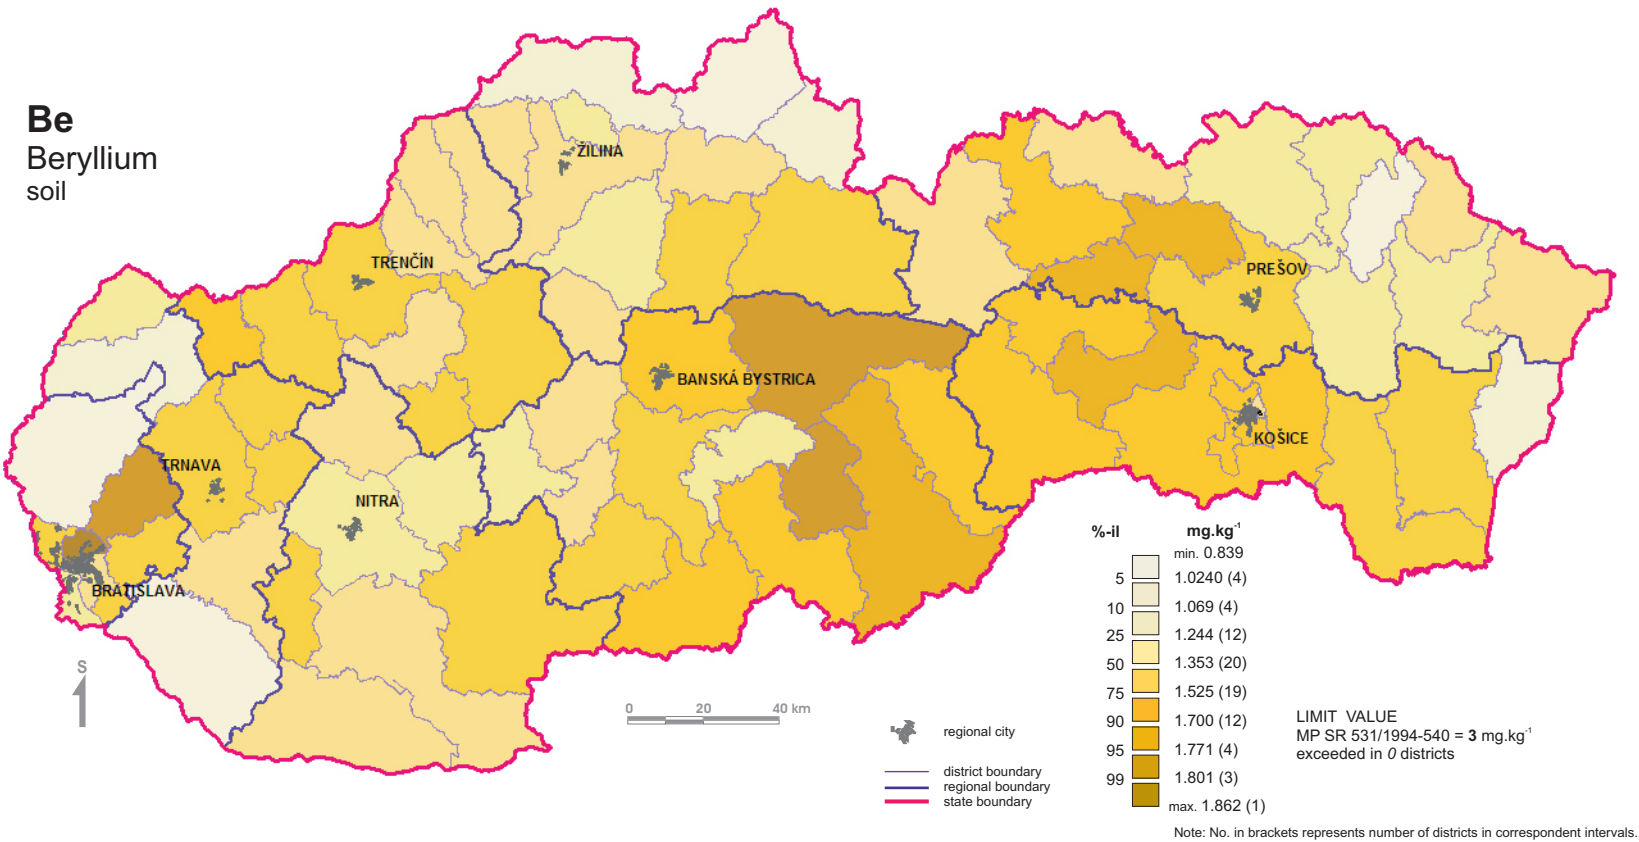 Be
Beryllium
soil
ŽILINA
TRENČÍN
PREŠOV
BANSKÁ BYSTRICA
KOŠICE
TRNAVA
NITRA
BRATISLAVA
S
0 20 40 km
regional city
district boundary
regional boundary
state boundary
%-il mg.kg⁻¹
min. 0.839
5 1.0240 (4)
10 1.069 (4)
25 1.244 (12)
50 1.353 (20)
75 1.525 (19)
90 1.700 (12)
95 1.771 (4)
99 1.801 (3)
max. 1.862 (1)
LIMIT VALUE
MP SR 531/1994-540 = 3 mg.kg⁻¹
exceeded in 0 districts
Note: No. in brackets represents number of districts in correspondent intervals.